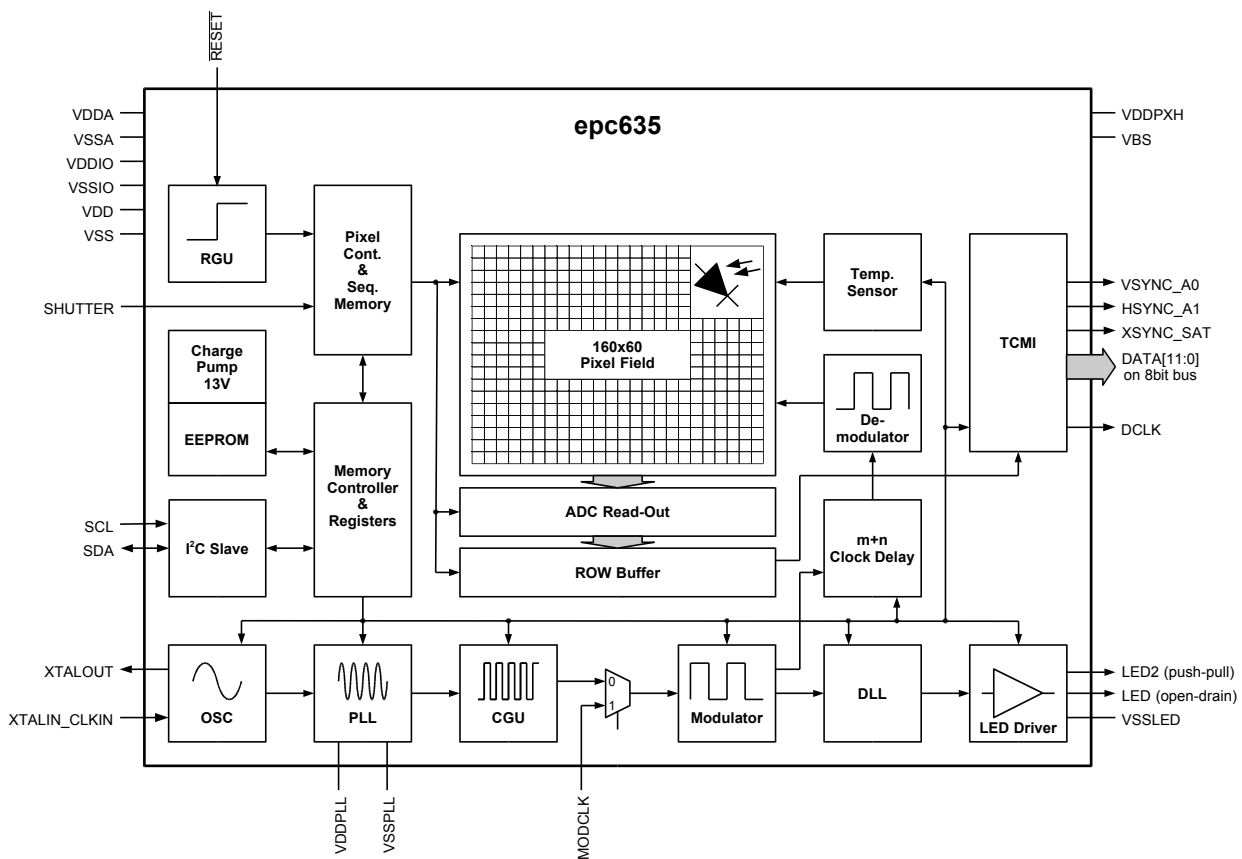 RESET
epc635
VDDA
VSSA
VDDIO
VSSIO
VDD
VSS
VDDPXH
VBS
RGU
Pixel
Cont.
&
Seq.
Memory
SHUTTER
160x60
Pixel Field
Temp.
Sensor
TCMI
VSYNC_A0
HSYNC_A1
XSYNC_SAT
DATA[11:0]
on 8bit bus
DCLK
Charge
Pump
13V
EEPROM
De-
modulator
Memory
Controller
&
Registers
ADC Read-Out
ROW Buffer
m+n
Clock Delay
SCL
SDA
I²C Slave
XTALOUT
XTALIN_CLKIN
OSC
PLL
CGU
0
1
Modulator
DLL
LED Driver
LED2 (push-pull)
LED (open-drain)
VSSLED
VDDPLL
VSSPLL
MODCLK